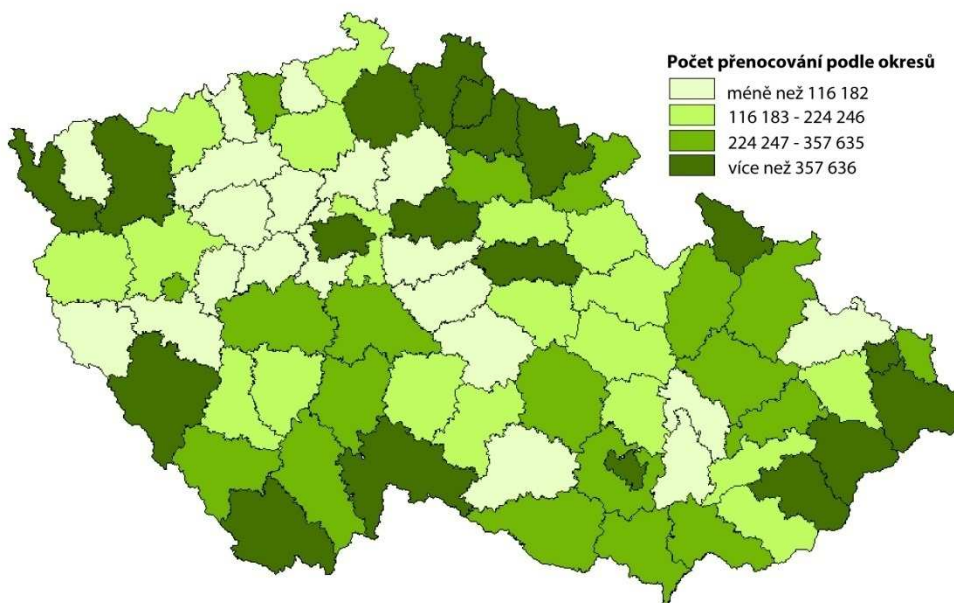 Počet přenocování podle okresů
méně než 116 182
116 183 - 224 246
224 247 - 357 635
více než 357 636